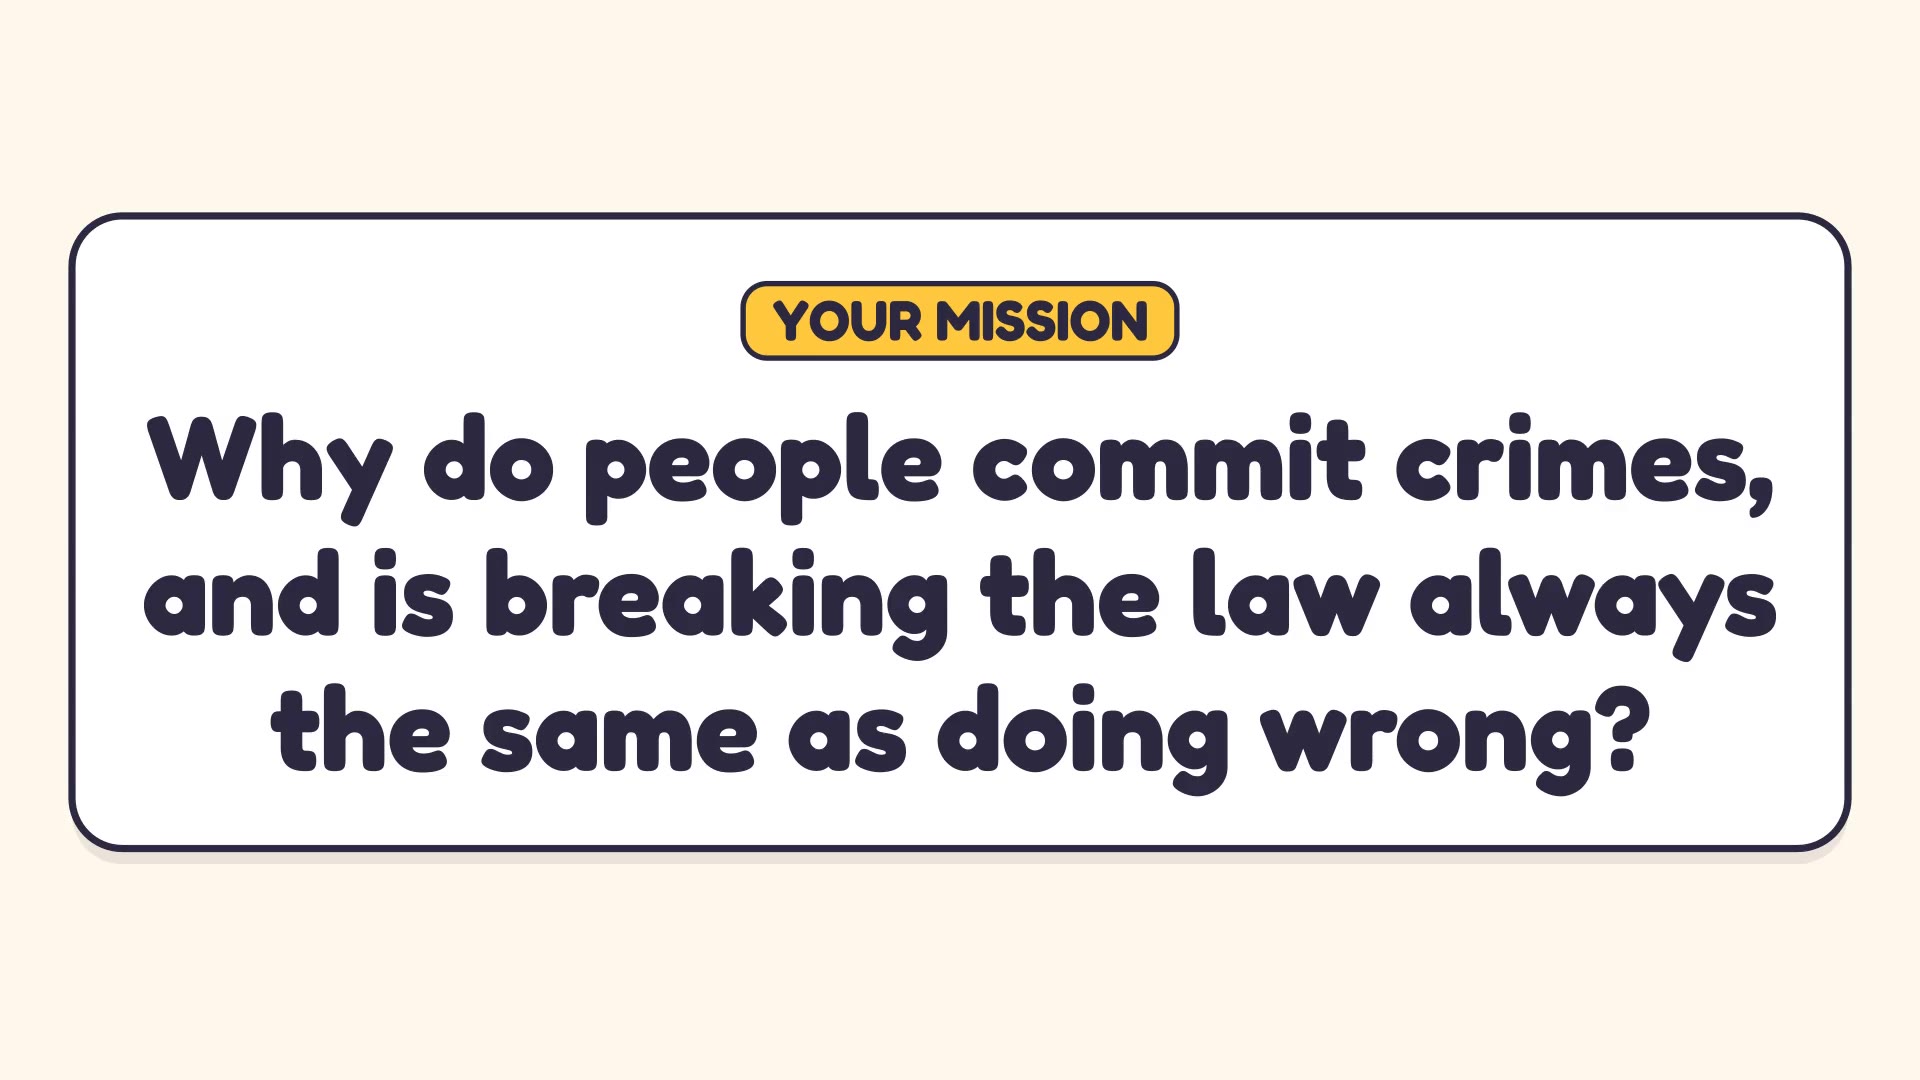 YOUR MISSION
Why do people commit crimes,
and is breaking the law always
the same as doing wrong?